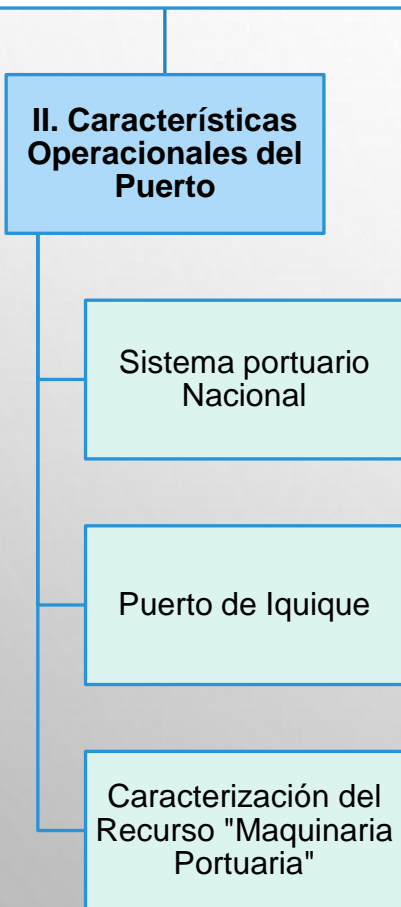 II. Características
Operacionales del
Puerto
Sistema portuario
Nacional
Puerto de Iquique
Caracterización del
Recurso "Maquinaria
Portuaria"